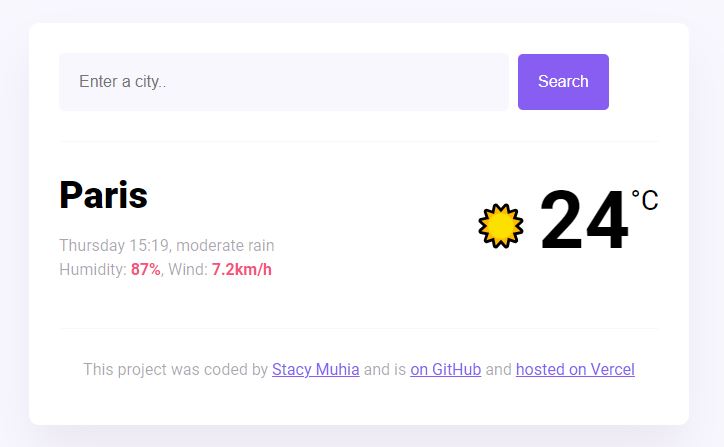 Enter a city..
Search
Paris
24°C
Thursday 15:19, moderate rain
Humidity: 87%, Wind: 7.2km/h
This project was coded by Stacy Muhia and is on GitHub and hosted on Vercel